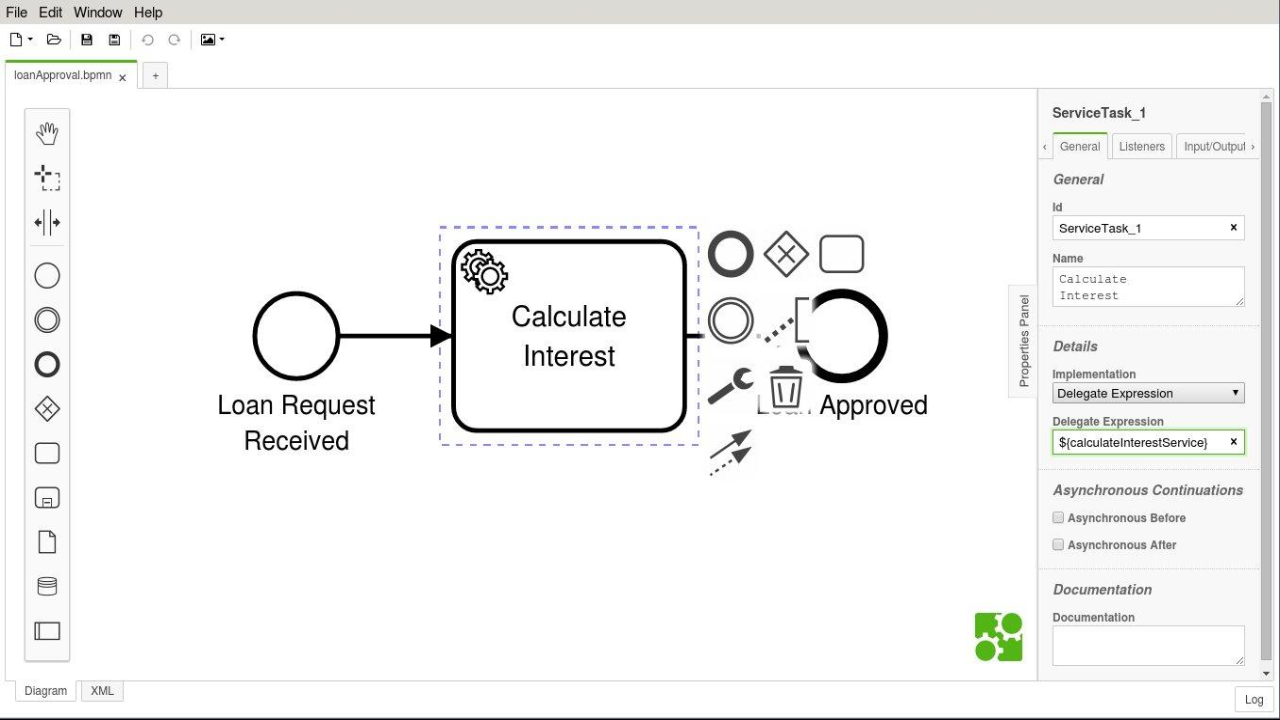 File Edit Window Help
loanApproval.bpmn x +
Calculate
Interest
Loan Request
Received
Approved
Properties Panel
ServiceTask_1
General Listeners Input/Output
General
Id
ServiceTask_1
Name
Calculate
Interest
Details
Implementation
Delegate Expression
Delegate Expression
${calculateInterestService}
Asynchronous Continuations
Asynchronous Before
Asynchronous After
Documentation
Documentation
Diagram XML
Log